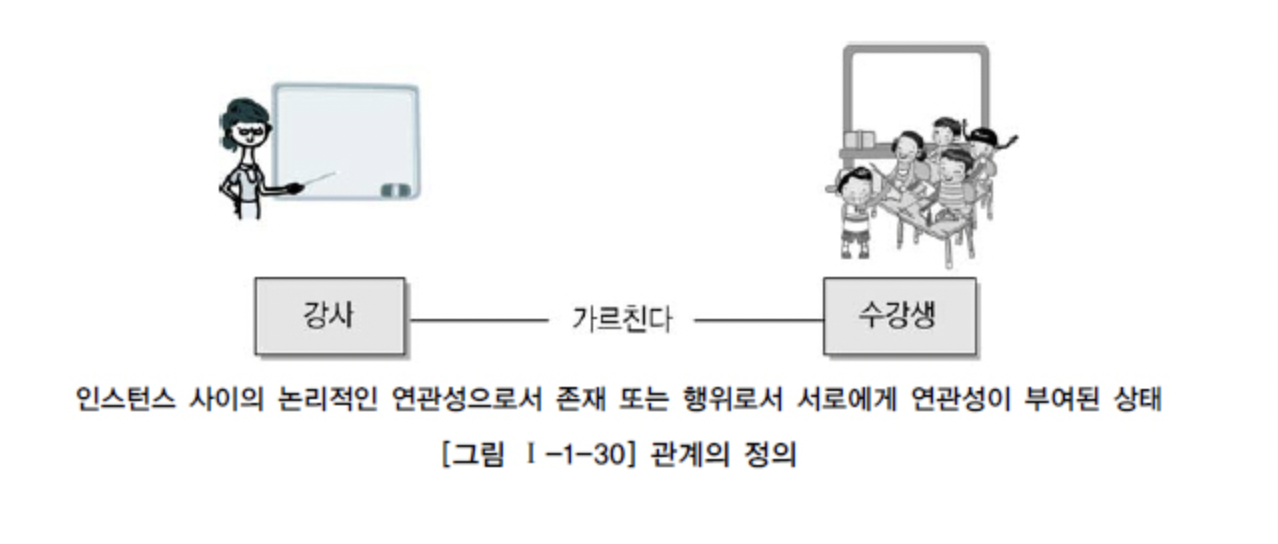 강사
가르친다
수강생
인스턴스 사이의 논리적인 연관성으로서 존재 또는 행위로서 서로에게 연관성이 부여된 상태
[그림 Ⅰ-1-30] 관계의 정의